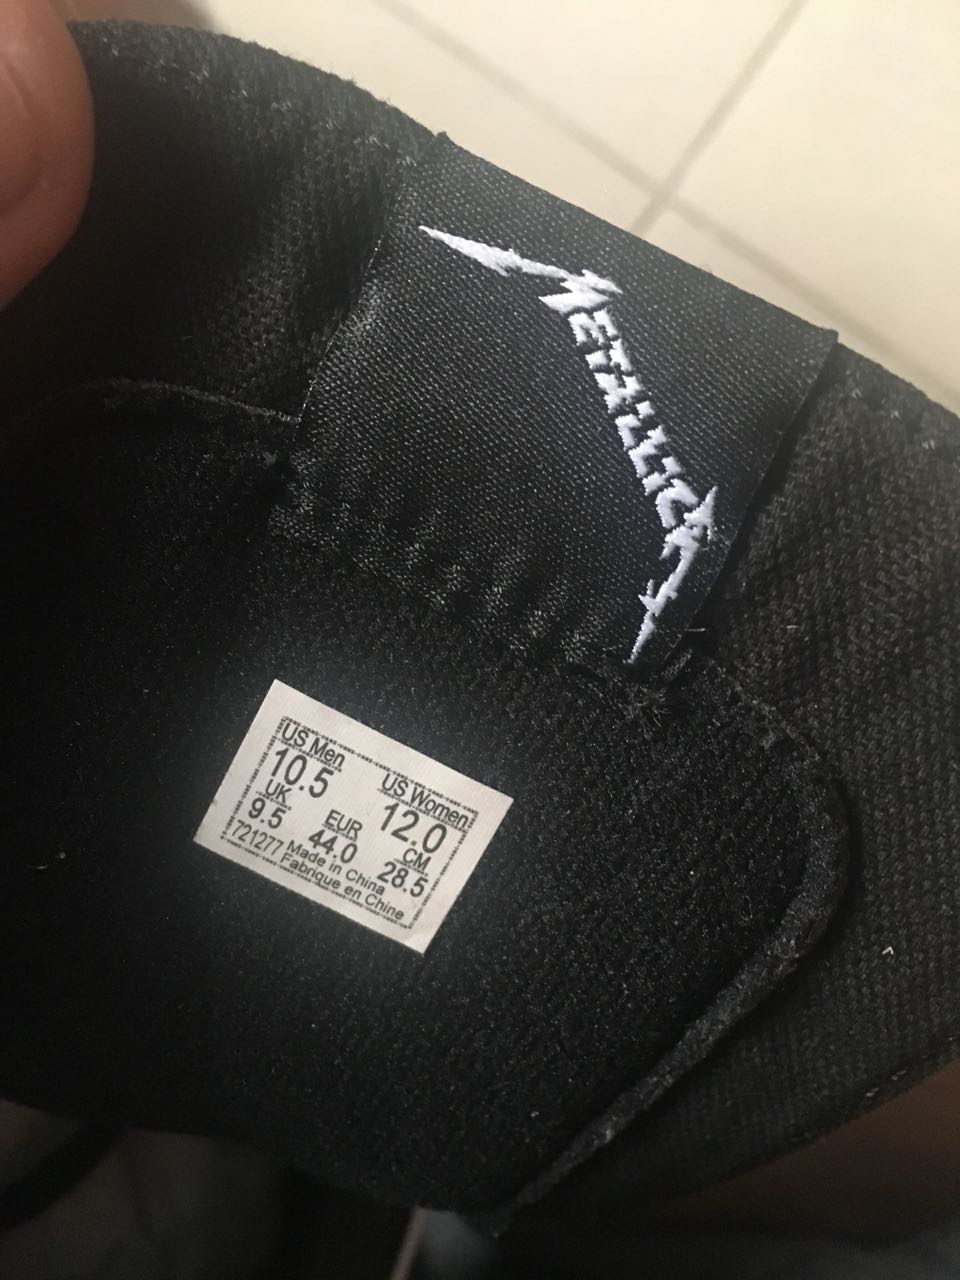 METALLICA
US Men
10.5
US Women
12.0
UK
9.5
EUR
44.0
CM
28.5
721277 Made in China
Fabrique en Chine